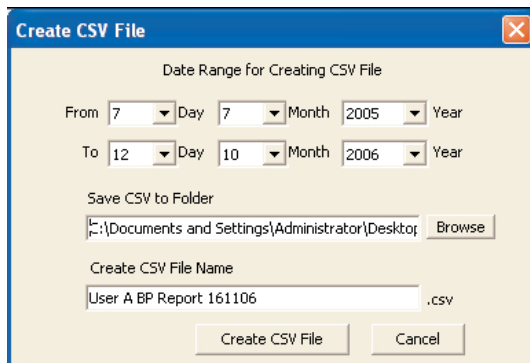 Create CSV File
Date Range for Creating CSV File
From 7 Day 7 Month 2005 Year
To 12 Day 10 Month 2006 Year
Save CSV to Folder
C:\Documents and Settings\Administrator\Desktop Browse
Create CSV File Name
User A BP Report 161106 .csv
Create CSV File Cancel